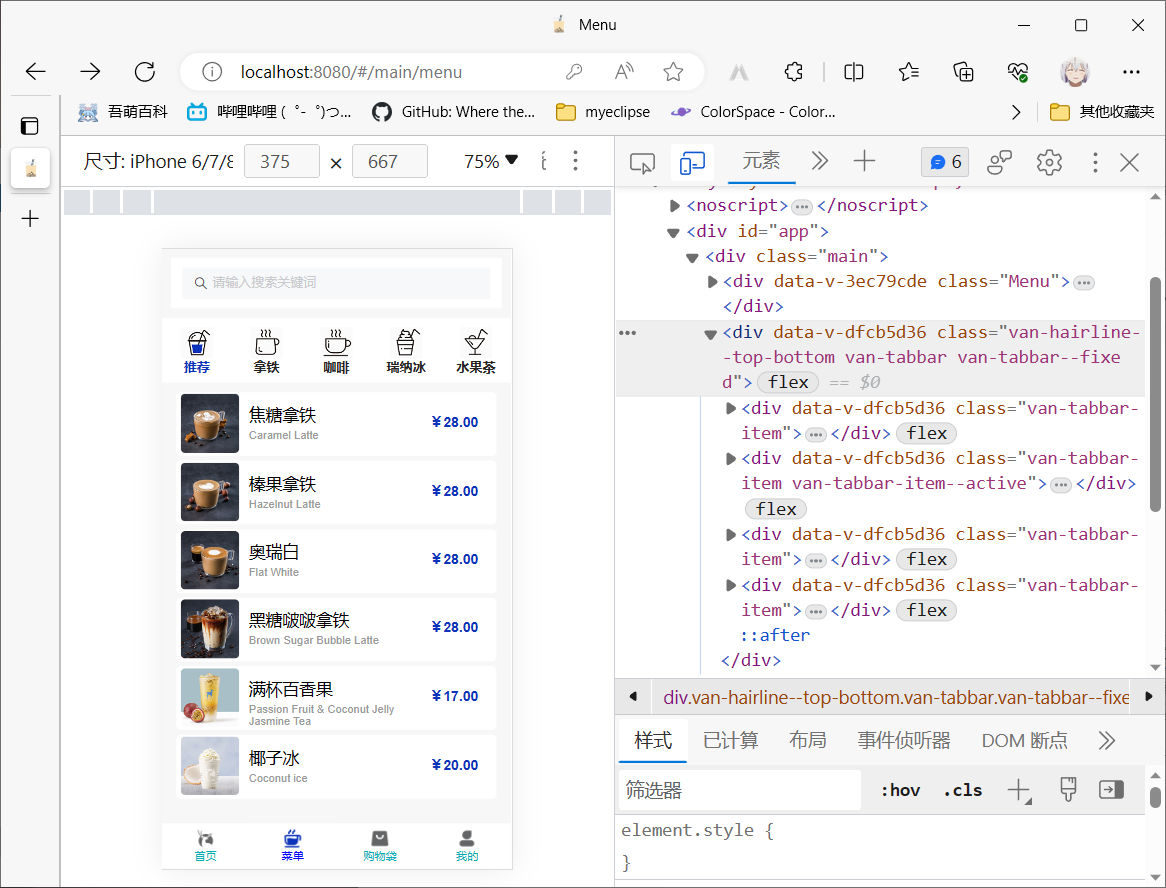 Menu
localhost:8080/#/main/menu
吾萌百科
哔哩哔哩 ( ゜- ゜)つ...
GitHub: Where the...
myeclipse
ColorSpace - Color...
其他收藏夹
尺寸: iPhone 6/7/8
375 × 667
75% ▼
元素
6
<noscript>…</noscript>
<div id="app">
<div class="main">
<div data-v-3ec79cde class="Menu">…
</div>
<div data-v-dfcb5d36 class="van-hairline-
-top-bottom van-tabbar van-tabbar--fixe
d"> flex == $0
<div data-v-dfcb5d36 class="van-tabbar-
item">…</div> flex
<div data-v-dfcb5d36 class="van-tabbar-
item van-tabbar-item--active">…</div>
flex
<div data-v-dfcb5d36 class="van-tabbar-
item">…</div> flex
<div data-v-dfcb5d36 class="van-tabbar-
item">…</div> flex
::after
</div>
div.van-hairline--top-bottom.van-tabbar.van-tabbar--fixe
样式
已计算
布局
事件侦听器
DOM 断点
筛选器
:hov
.cls
element.style {
}
请输入搜索关键词
推荐
拿铁
咖啡
瑞纳冰
水果茶
焦糖拿铁
Caramel Latte
¥28.00
榛果拿铁
Hazelnut Latte
¥28.00
奥瑞白
Flat White
¥28.00
黑糖啵啵拿铁
Brown Sugar Bubble Latte
¥28.00
满杯百香果
Passion Fruit & Coconut Jelly
Jasmine Tea
¥17.00
椰子冰
Coconut ice
¥20.00
首页
菜单
购物袋
我的